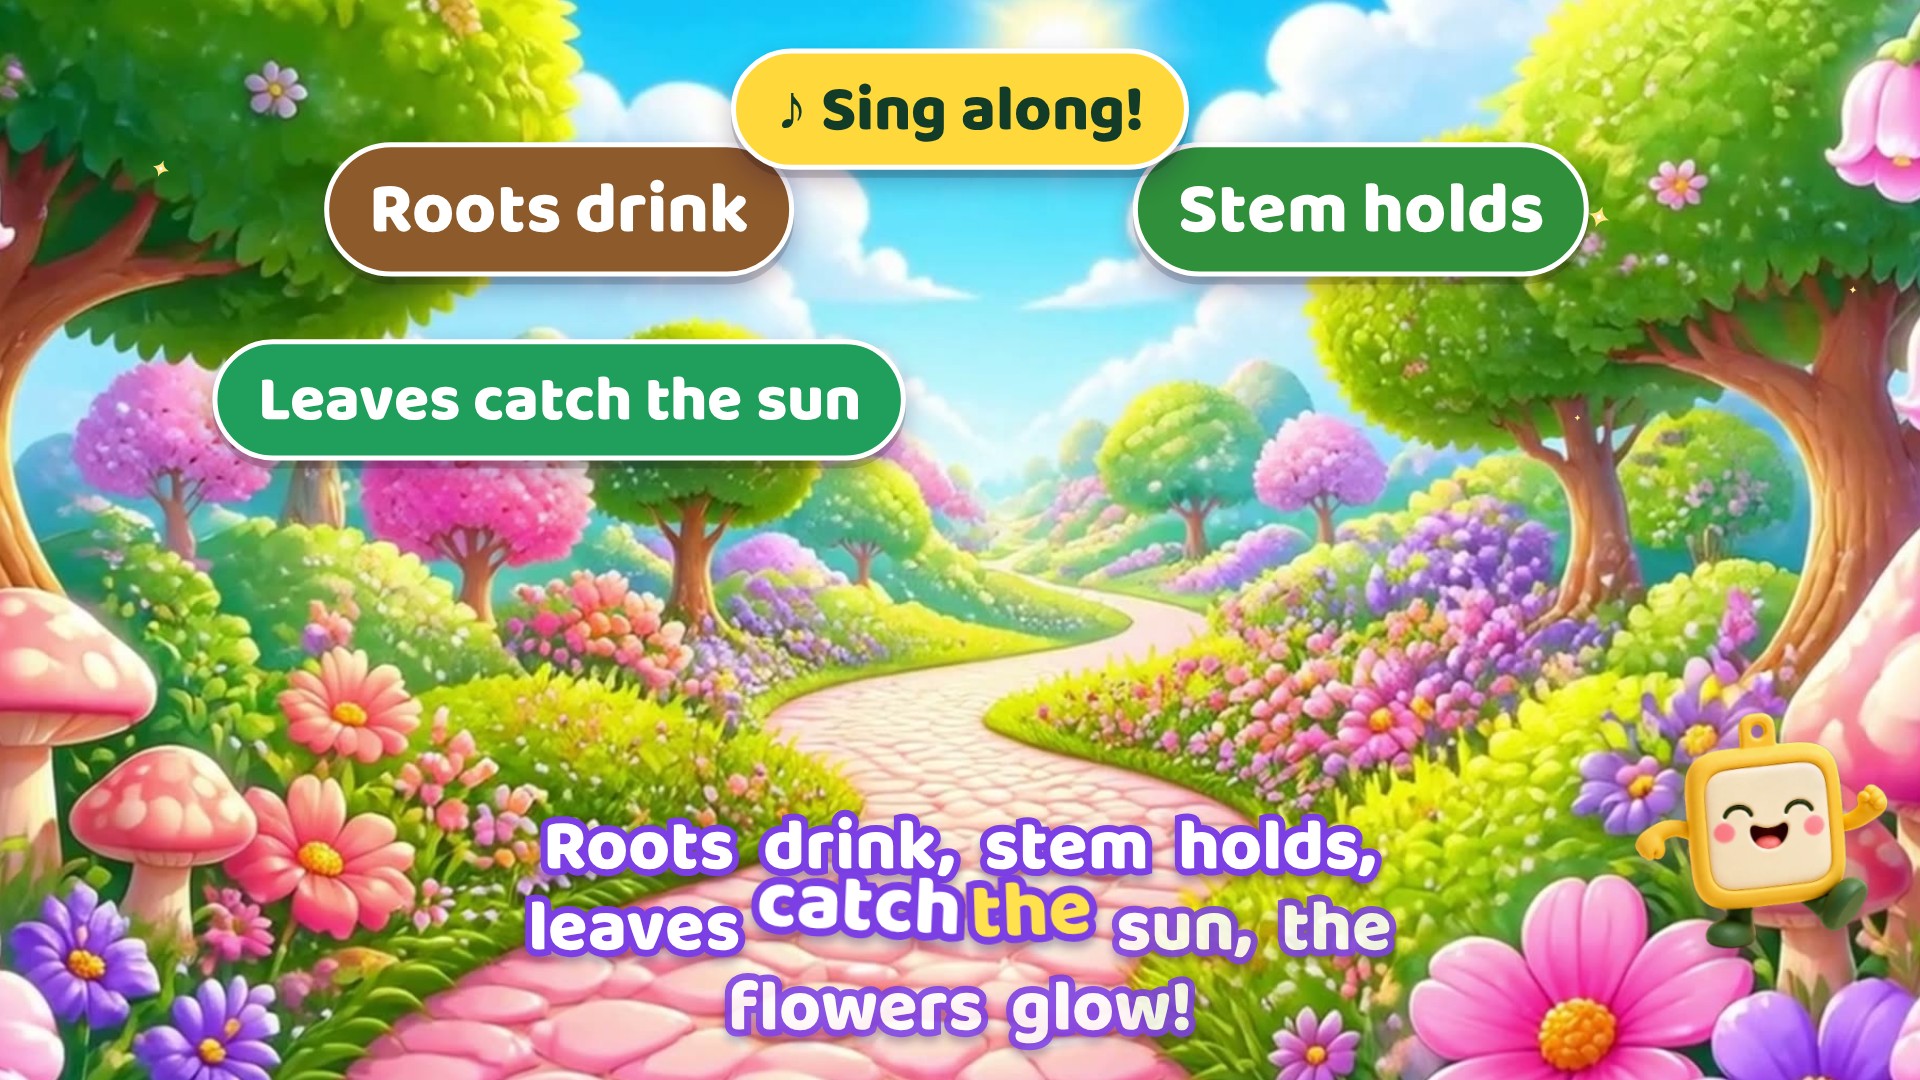 ♪ Sing along!
Roots drink
Stem holds
Leaves catch the sun
Roots drink, stem holds,
leaves catch the sun, the
flowers glow!